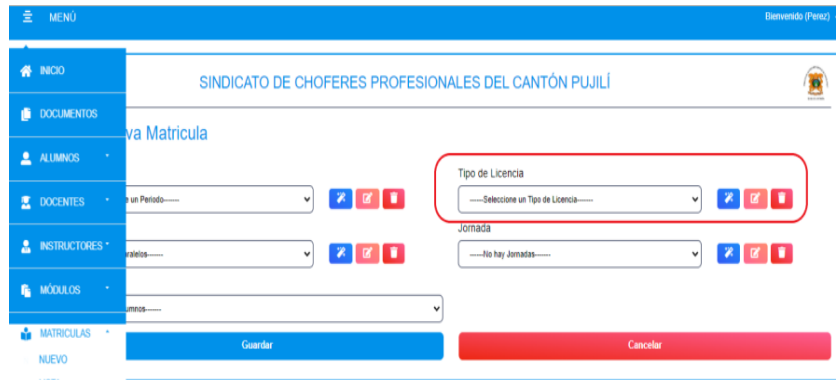 MENÚ
Bienvenido (Perez)
INICIO
SINDICATO DE CHOFERES PROFESIONALES DEL CANTÓN PUJILÍ
DOCUMENTOS
va Matricula
ALUMNOS
Tipo de Licencia
DOCENTES
e un Periodo-------
------Seleccione un Tipo de Licencia-------
Jornada
INSTRUCTORES
ralelos-------
------No hay Jornadas-------
MÓDULOS
umnos-------
MATRICULAS
Guardar
Cancelar
NUEVO